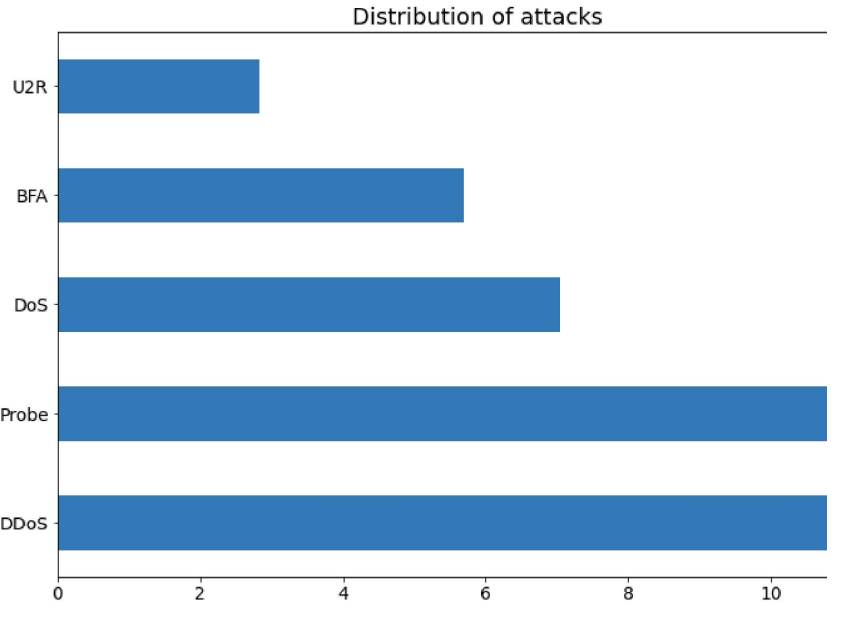 Distribution of attacks
U2R
BFA
DoS
Probe
DDoS
0 2 4 6 8 10